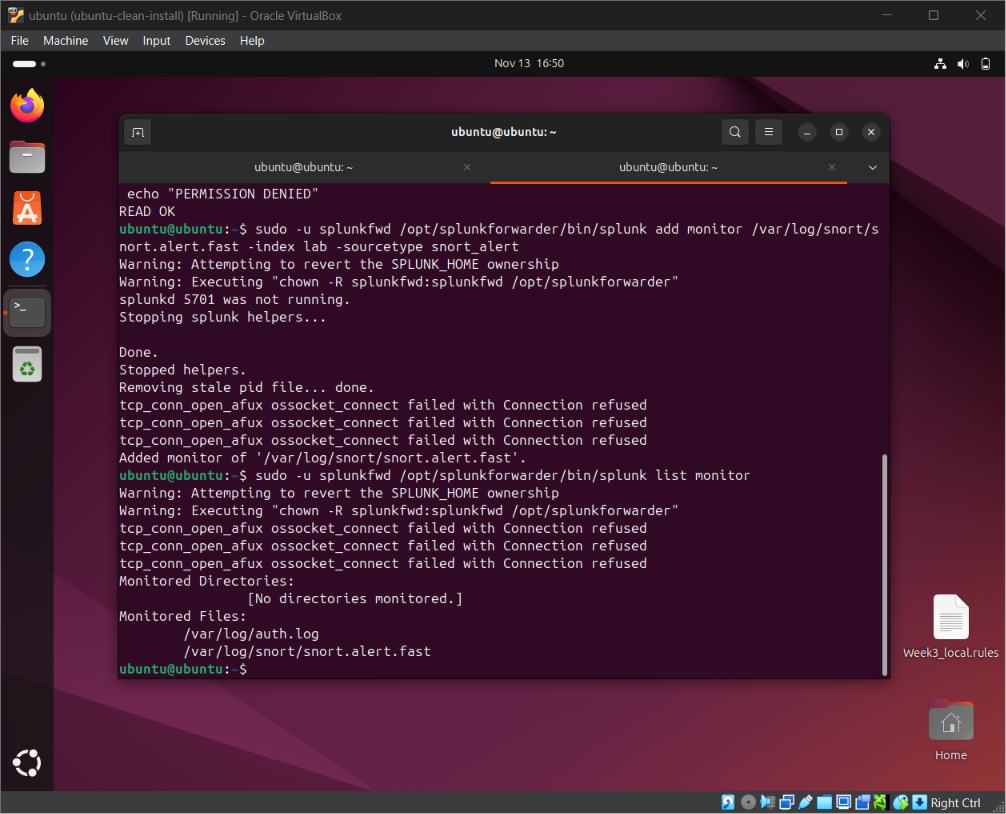 ubuntu (ubuntu-clean-install) [Running] - Oracle VirtualBox
File Machine View Input Devices Help
Nov 13 16:50
ubuntu@ubuntu: ~
ubuntu@ubuntu: ~ ubuntu@ubuntu: ~
echo "PERMISSION DENIED"
READ OK
ubuntu@ubuntu:~$ sudo -u splunkfwd /opt/splunkforwarder/bin/splunk add monitor /var/log/snort/s
nort.alert.fast -index lab -sourcetype snort_alert
Warning: Attempting to revert the SPLUNK_HOME ownership
Warning: Executing "chown -R splunkfwd:splunkfwd /opt/splunkforwarder"
splunkd 5701 was not running.
Stopping splunk helpers...
Done.
Stopped helpers.
Removing stale pid file... done.
tcp_conn_open_afux ossocket_connect failed with Connection refused
tcp_conn_open_afux ossocket_connect failed with Connection refused
tcp_conn_open_afux ossocket_connect failed with Connection refused
Added monitor of '/var/log/snort/snort.alert.fast'.
ubuntu@ubuntu:~$ sudo -u splunkfwd /opt/splunkforwarder/bin/splunk list monitor
Warning: Attempting to revert the SPLUNK_HOME ownership
Warning: Executing "chown -R splunkfwd:splunkfwd /opt/splunkforwarder"
tcp_conn_open_afux ossocket_connect failed with Connection refused
tcp_conn_open_afux ossocket_connect failed with Connection refused
tcp_conn_open_afux ossocket_connect failed with Connection refused
Monitored Directories:
[No directories monitored.]
Monitored Files:
/var/log/auth.log
/var/log/snort/snort.alert.fast
ubuntu@ubuntu:~$
Week3_local.rules
Home
Right Ctrl